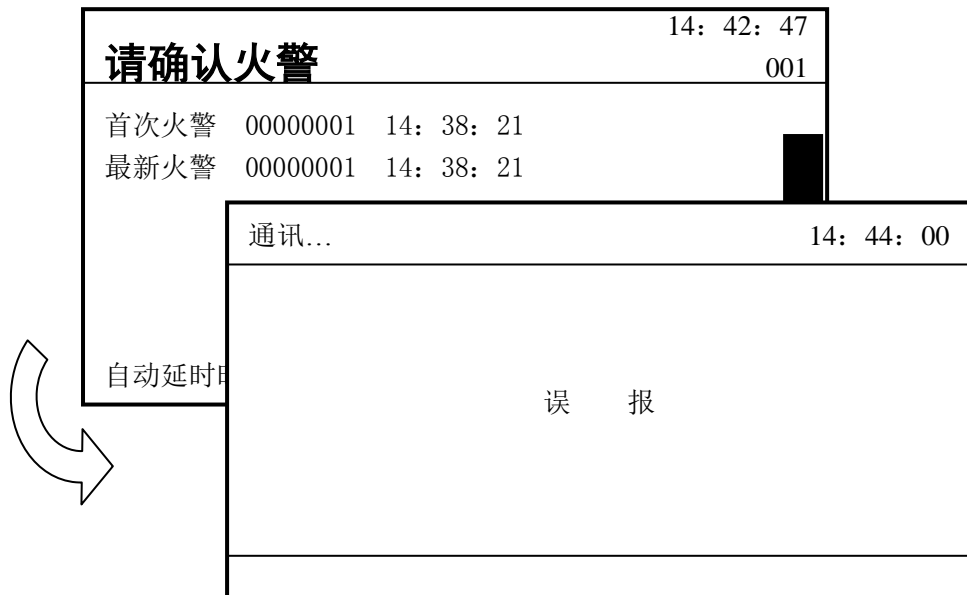 14：42：47
请确认火警
001
首次火警 00000001 14：38：21
最新火警 00000001 14：38：21
通讯... 14：44：00
自动延时
误 报